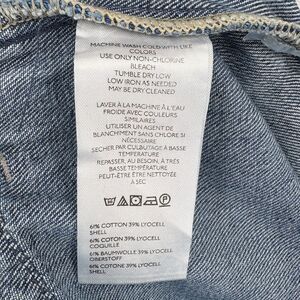 MACHINE WASH COLD WITH LIKE
COLORS
USE ONLY NON-CHLORINE
BLEACH
TUMBLE DRY LOW
LOW IRON AS NEEDED
MAY BE DRY CLEANED
LAVER À LA MACHINE À L'EAU
FROIDE AVEC COULEURS
SIMILAIRES
UTILISER UN AGENT DE
BLANCHIMENT SANS CHLORE SI
NÉCESSAIRE
SECHER PAR CULBUTAGE À BASSE
TEMPÉRATURE
REPASSER, AU BESOIN, À TRÈS
BASSE TEMPÉRATURE
PEUT-ÊTRE ÊTRE NETTOYÉE
À SEC
61% COTTON 39% LYOCELL
SHELL
61% COTON 39% LYOCELL
COQUILLE
61% BAUMWOLLE 39% LYOCELL
OBERSTOFF
61% COTONE 39% LYOCELL
SHELL